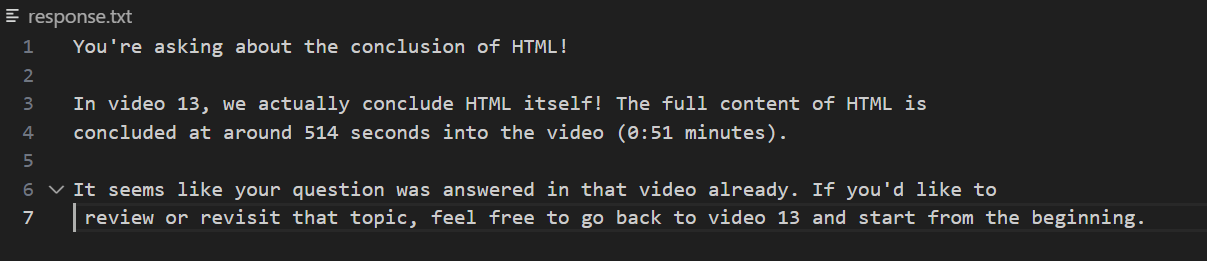 response.txt
1 You're asking about the conclusion of HTML!
2
3 In video 13, we actually conclude HTML itself! The full content of HTML is
4 concluded at around 514 seconds into the video (0:51 minutes).
5
6 It seems like your question was answered in that video already. If you'd like to
7 review or revisit that topic, feel free to go back to video 13 and start from the beginning.